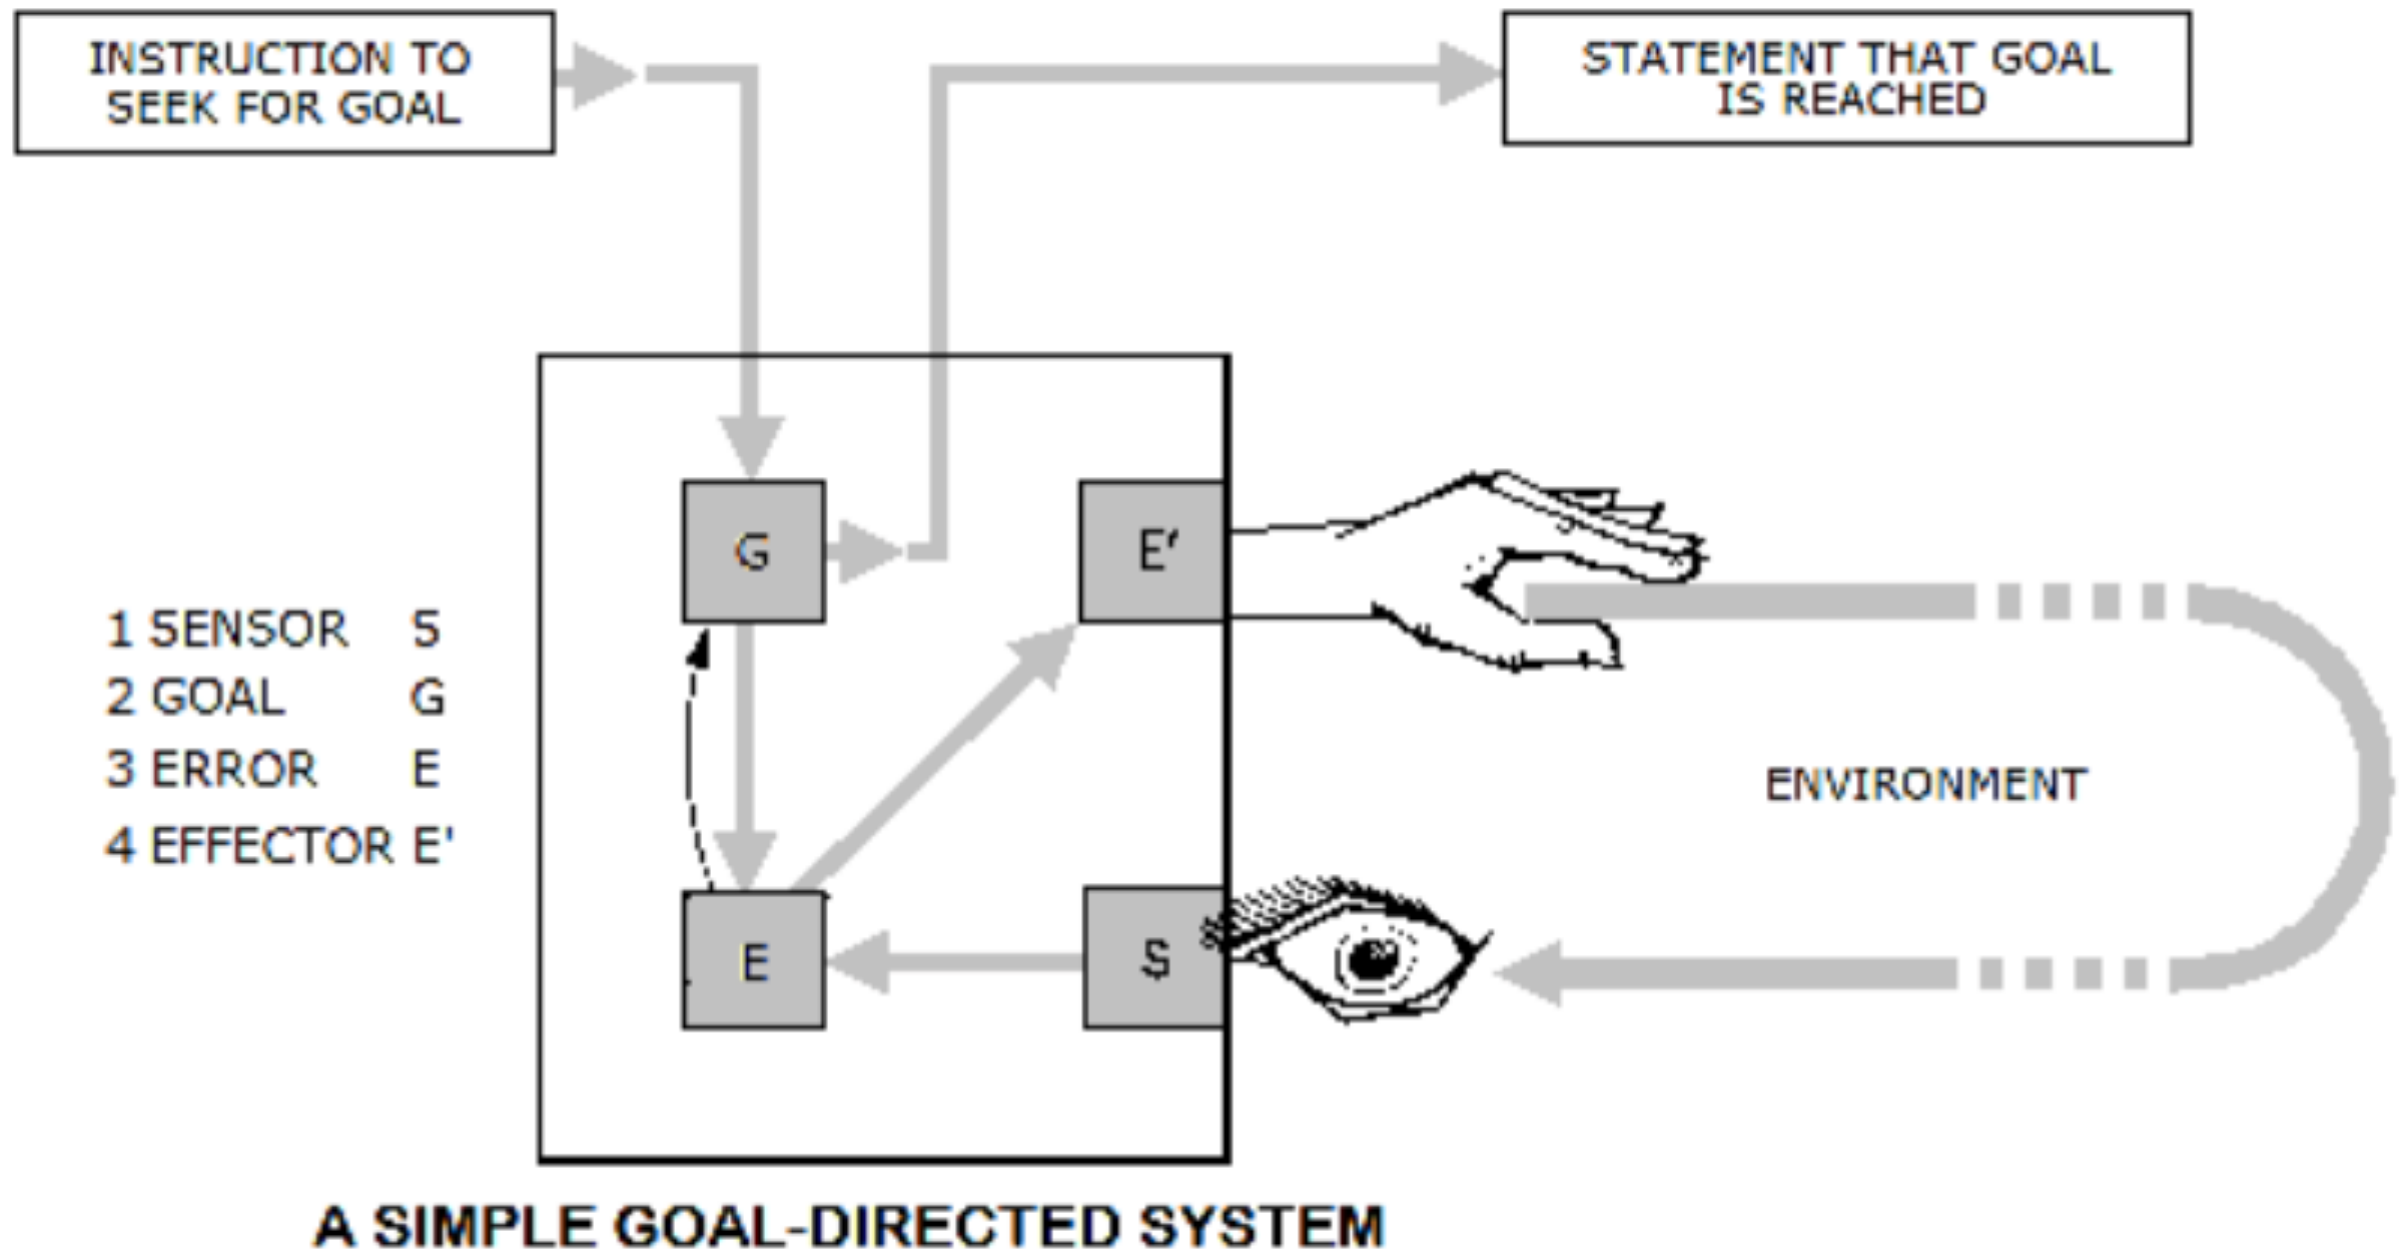 INSTRUCTION TO
SEEK FOR GOAL
STATEMENT THAT GOAL
IS REACHED
G
E′
1 SENSOR S
2 GOAL G
3 ERROR E
4 EFFECTOR E'
ENVIRONMENT
E
S
A SIMPLE GOAL-DIRECTED SYSTEM